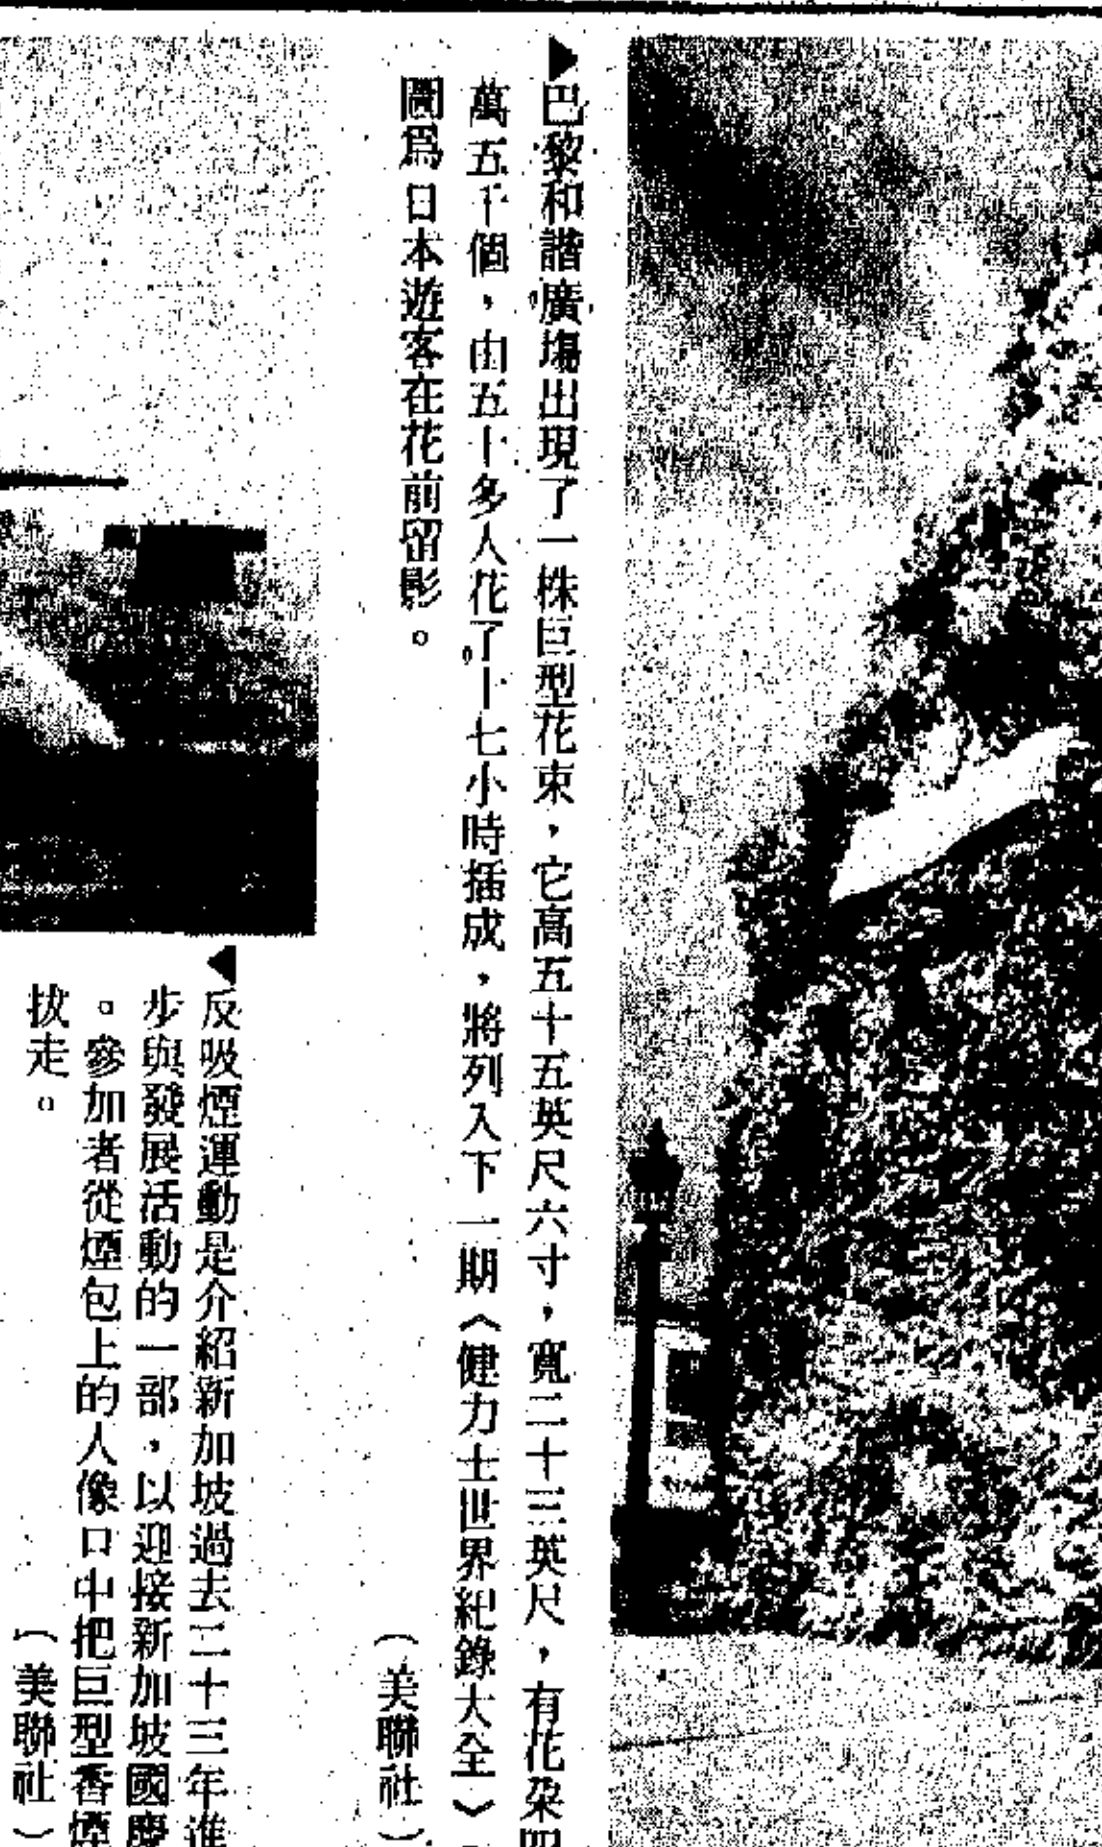 ▶巴黎和諧廣場出現了一株巨型花束，它高五十五英尺六寸，寬二十三英尺，有花朶四
萬五千個，由五十多人花了十七小時插成，將列入下一期〈健力士世界紀錄大全〉。
圖爲日本遊客在花前留影。
（美聯社）
◀反吸煙運動是介紹新加坡過去二十三年進
步與發展活動的一部，以迎接新加坡國慶
。參加者從煙包上的人像口中把巨型香煙
拔走。
（美聯社）